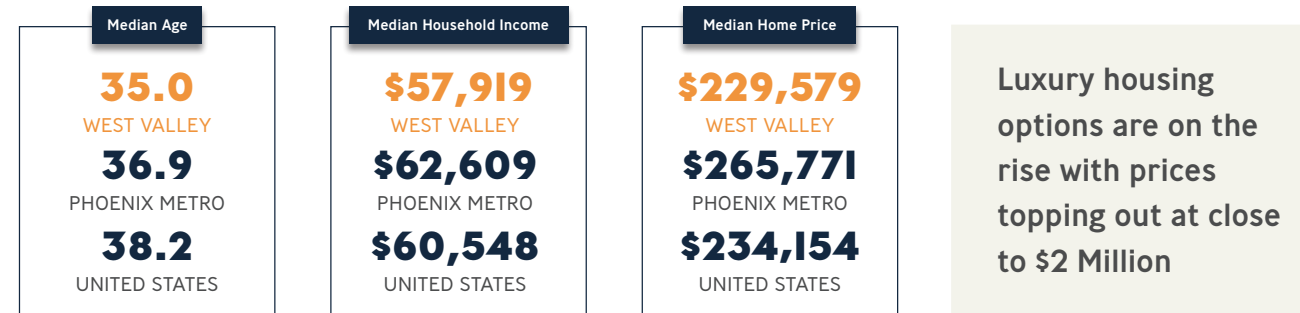 Median Age
35.0
WEST VALLEY
36.9
PHOENIX METRO
38.2
UNITED STATES
Median Household Income
$57,919
WEST VALLEY
$62,609
PHOENIX METRO
$60,548
UNITED STATES
Median Home Price
$229,579
WEST VALLEY
$265,771
PHOENIX METRO
$234,154
UNITED STATES
Luxury housing
options are on the
rise with prices
topping out at close
to $2 Million